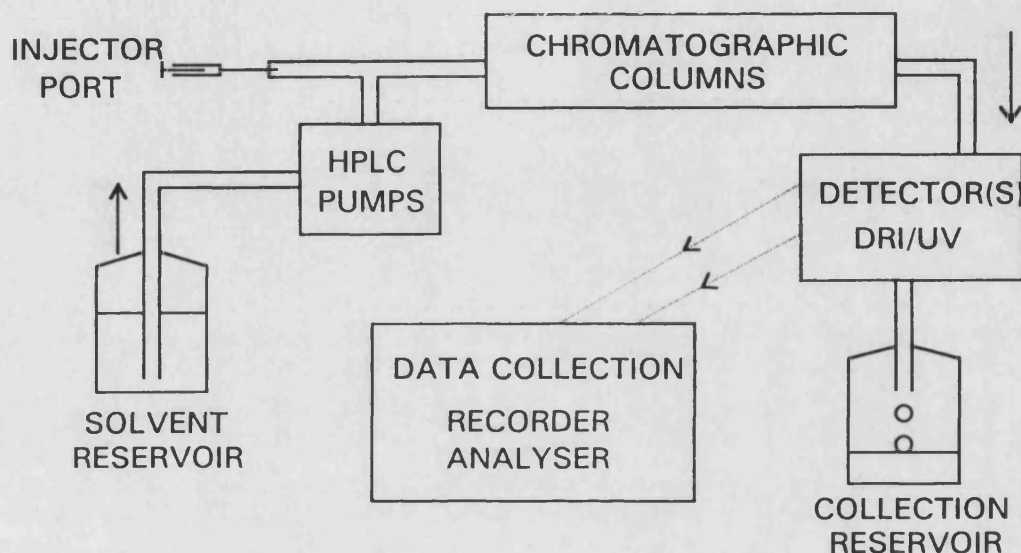 INJECTOR
PORT
CHROMATOGRAPHIC
COLUMNS
HPLC
PUMPS
DETECTOR(S)
DRI/UV
DATA COLLECTION
RECORDER
ANALYSER
SOLVENT
RESERVOIR
COLLECTION
RESERVOIR